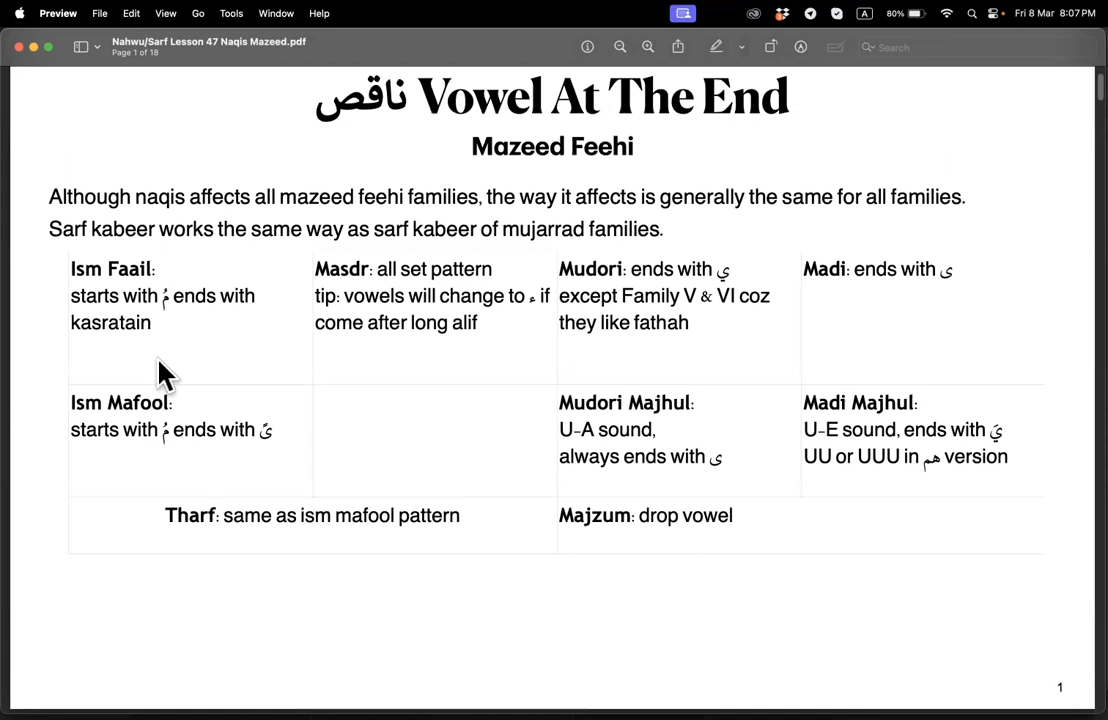 Preview File Edit View Go Tools Window Help A 80% Fri 8 Mar 8:07 PM
Nahwu/Sarf Lesson 47 Naqis Mazeed.pdf
Page 1 of 18
Search
ناقص Vowel At The End
Mazeed Feehi
Although naqis affects all mazeed feehi families, the way it affects is generally the same for all families.
Sarf kabeer works the same way as sarf kabeer of mujarrad families.
Ism Faail:
starts with مُ ends with
kasratain
Masdr: all set pattern
tip: vowels will change to ء if
come after long alif
Mudori: ends with ي
except Family V & VI coz
they like fathah
Madi: ends with ى
Ism Mafool:
starts with مُ ends with ىً
Mudori Majhul:
U-A sound,
always ends with ى
Madi Majhul:
U-E sound, ends with يَ
UU or UUU in هم version
Tharf: same as ism mafool pattern
Majzum: drop vowel
1